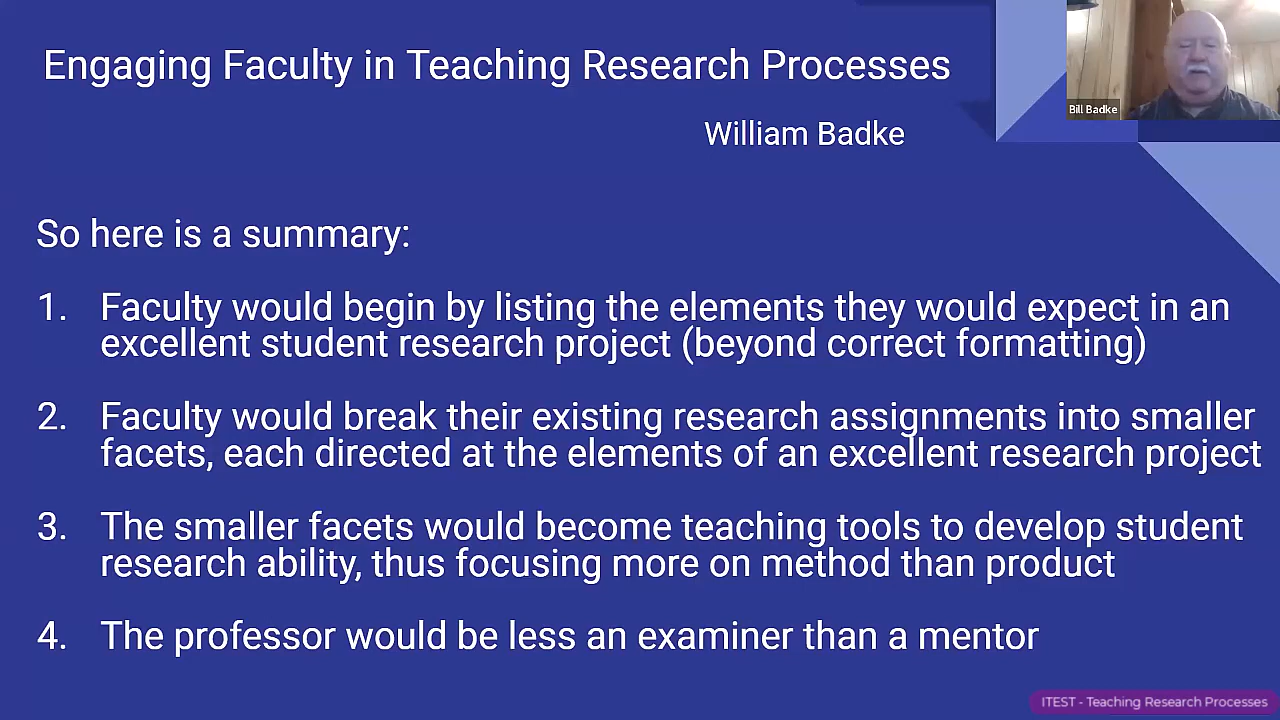 Engaging Faculty in Teaching Research Processes
Bill Badke
William Badke
So here is a summary:
1. Faculty would begin by listing the elements they would expect in an
excellent student research project (beyond correct formatting)
2. Faculty would break their existing research assignments into smaller
facets, each directed at the elements of an excellent research project
3. The smaller facets would become teaching tools to develop student
research ability, thus focusing more on method than product
4. The professor would be less an examiner than a mentor
ITEST - Teaching Research Processes